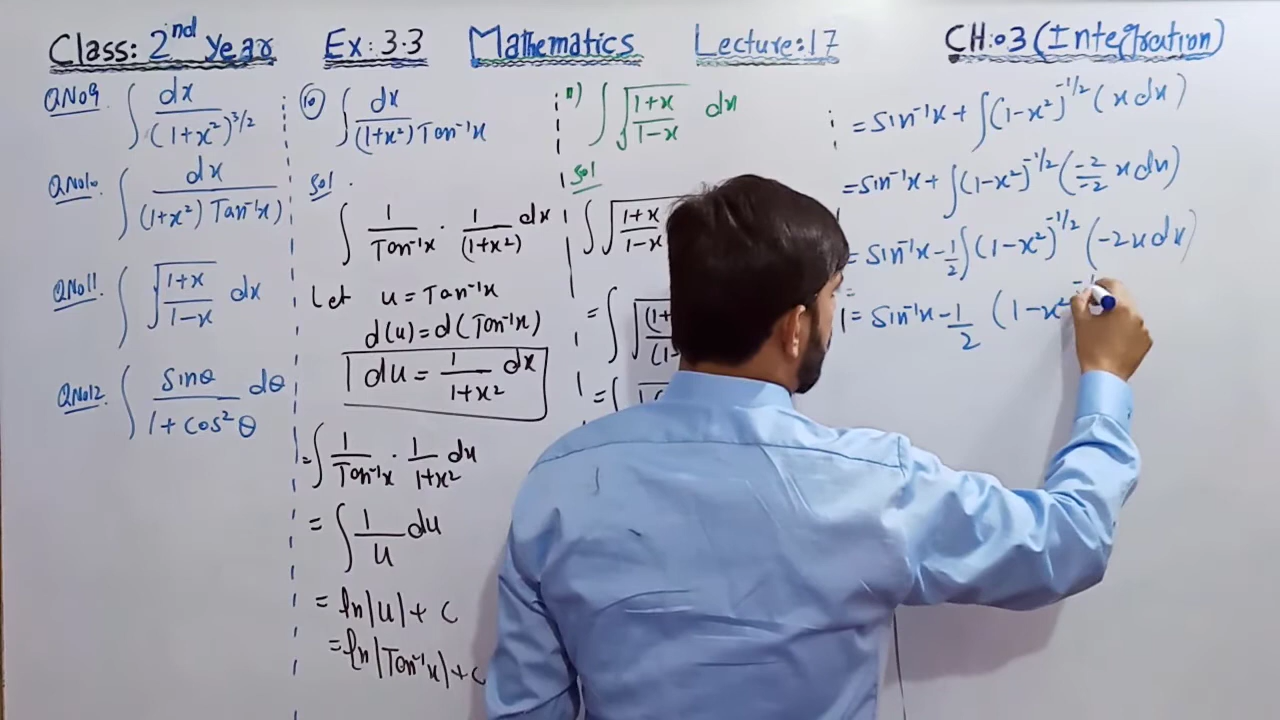 Class: 2nd Year Ex: 3.3 Mathematics Lecture: 17 CH:03 (Integration)
QNo9. ∫ dx / (1+x²)^3/2
QNo10. ∫ dx / (1+x²) Tan⁻¹x)
QNo11. ∫ √(1+x / 1-x) dx
QNo12. ∫ sinθ / 1+cos²θ dθ
10) ∫ dx / (1+x²) Tan⁻¹x
Sol.
∫ 1/Tan⁻¹x · 1/(1+x²) dx
Let u = Tan⁻¹x
d(u) = d(Tan⁻¹x)
du = 1/1+x² dx
= ∫ 1/Tan⁻¹x · 1/1+x² dx
= ∫ 1/u du
= ln|u| + c
= ln|Tan⁻¹x| + c
11) ∫ √(1+x / 1-x) dx
Sol
∫ √(1+x / 1-x
= ∫ √(1+ / (1-
= ∫
= sin⁻¹x + ∫ (1-x²)^-1/2 (x dx)
= sin⁻¹x + ∫ (1-x²)^-1/2 (-2/-2 x dx)
= sin⁻¹x - 1/2 ∫ (1-x²)^-1/2 (-2x dx)
= sin⁻¹x - 1/2 (1-x²